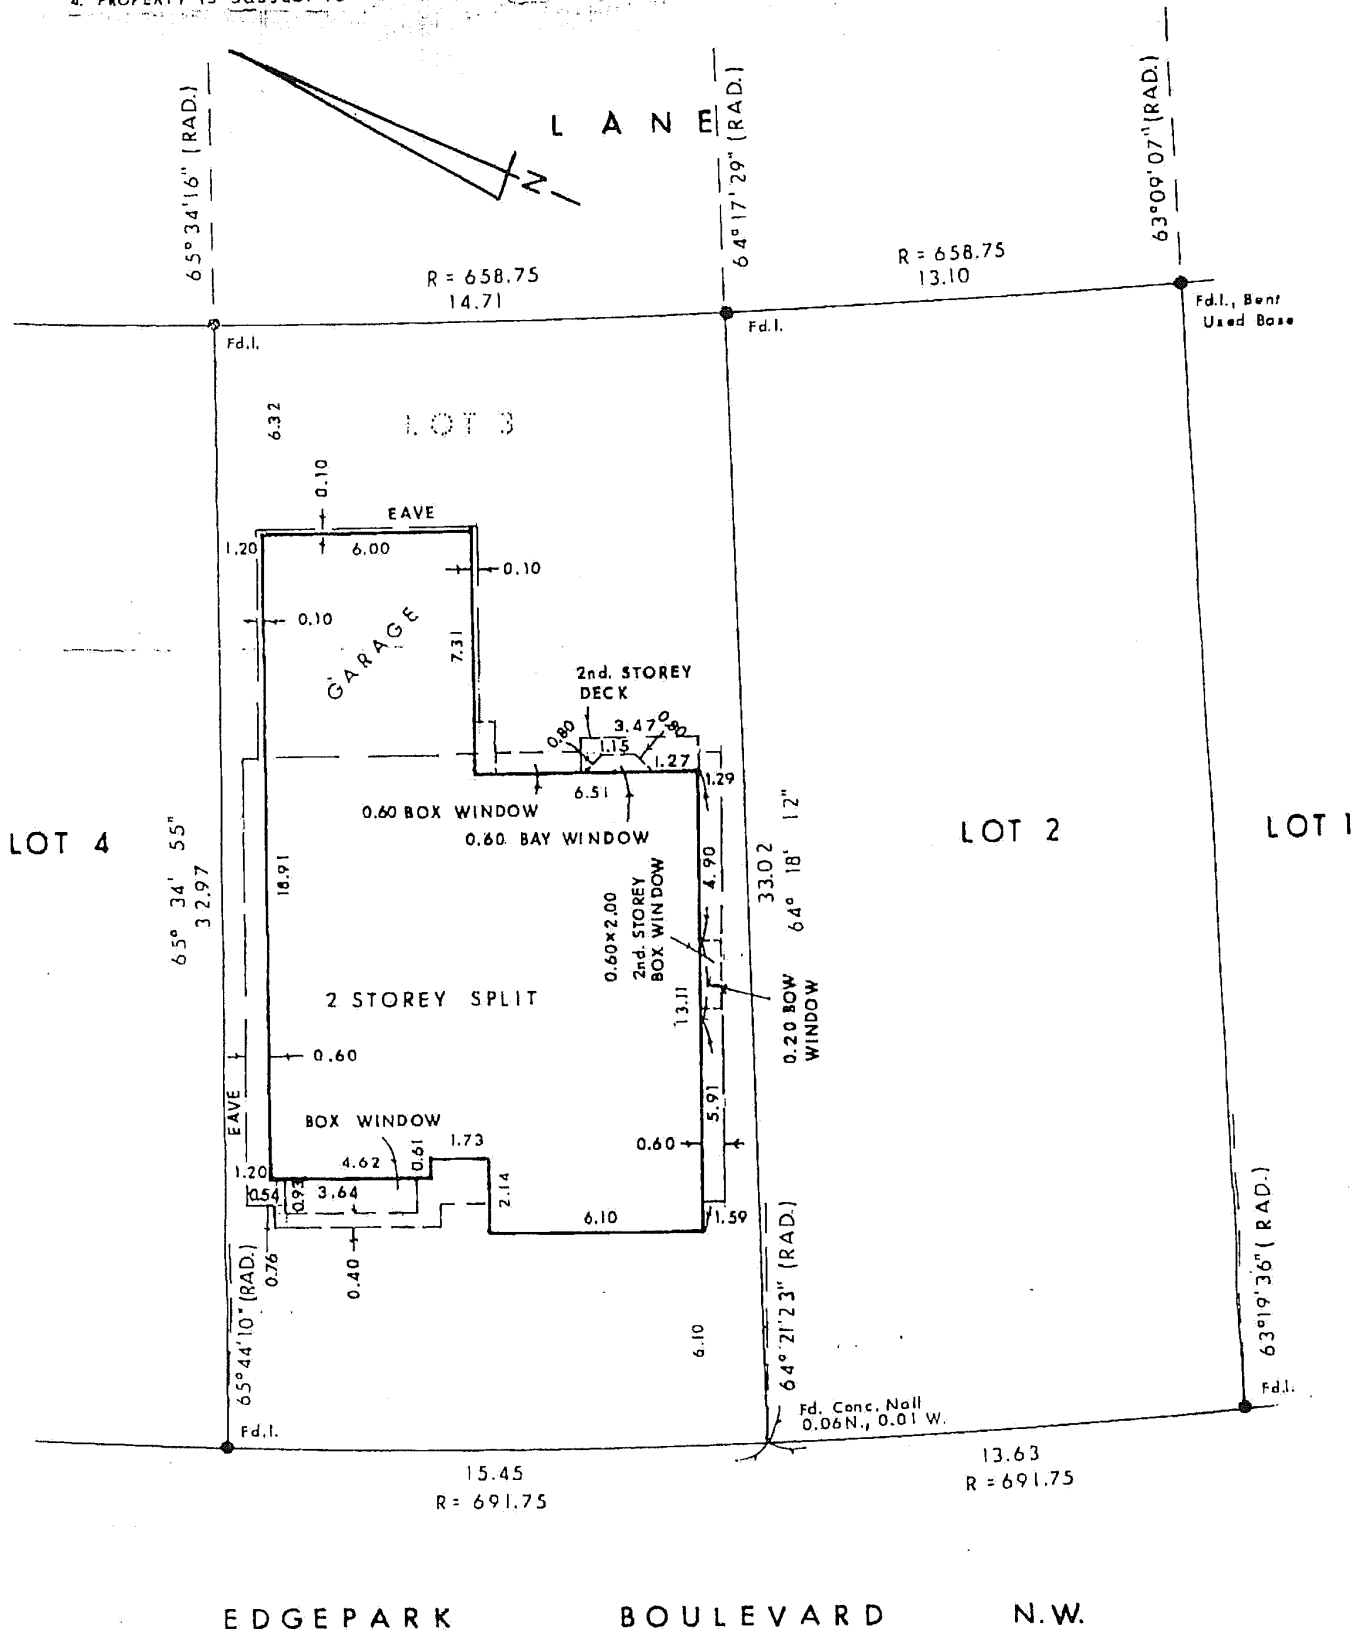 4. PROPERTY IS SUBJECT TO
LANE
N
65° 34' 16" (RAD.)
64° 17' 29" (RAD.)
63° 09' 07" (RAD.)
R = 658.75
14.71
R = 658.75
13.10
Fd.I.
Fd.I.
Fd.I., Bent
Used Base
6.32
LOT 3
0.10
EAVE
1.20
6.00
0.10
0.10
GARAGE
7.31
2nd. STOREY
DECK
3.47
0.80
0.80
1.15
1.27
1.29
6.51
0.60 BOX WINDOW
0.60 BAY WINDOW
LOT 4
LOT 2
LOT 1
65° 34' 55"
32.97
18.91
4.90
33.02
64° 18' 12"
0.60×2.00
2nd. STOREY
BOX WINDOW
2 STOREY SPLIT
13.11
0.20 BOW
WINDOW
0.60
EAVE
BOX WINDOW
1.73
0.61
4.62
5.91
0.60
1.20
0.54
0.93
3.64
2.14
6.10
1.59
0.76
0.40
65° 44' 10" (RAD.)
64° 21' 23" (RAD.)
63° 19' 36" (RAD.)
6.10
Fd.I.
Fd. Conc. Nail
0.06N., 0.01 W.
Fd.I.
15.45
R = 691.75
13.63
R = 691.75
EDGEPARK BOULEVARD N.W.